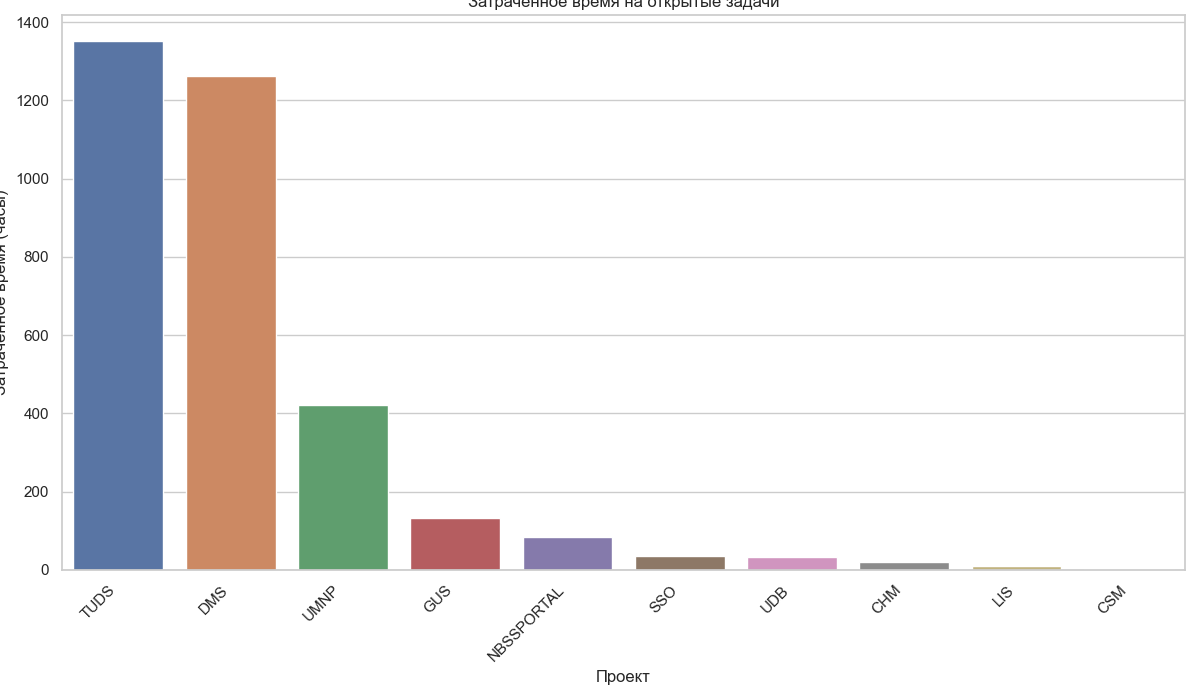 Затраченное время на открытые задачи
Затраченное время (часы)
1400
1200
1000
800
600
400
200
0
TUDS
DMS
UMNP
GUS
NBSSPORTAL
SSO
UDB
CHM
LIS
CSM
Проект